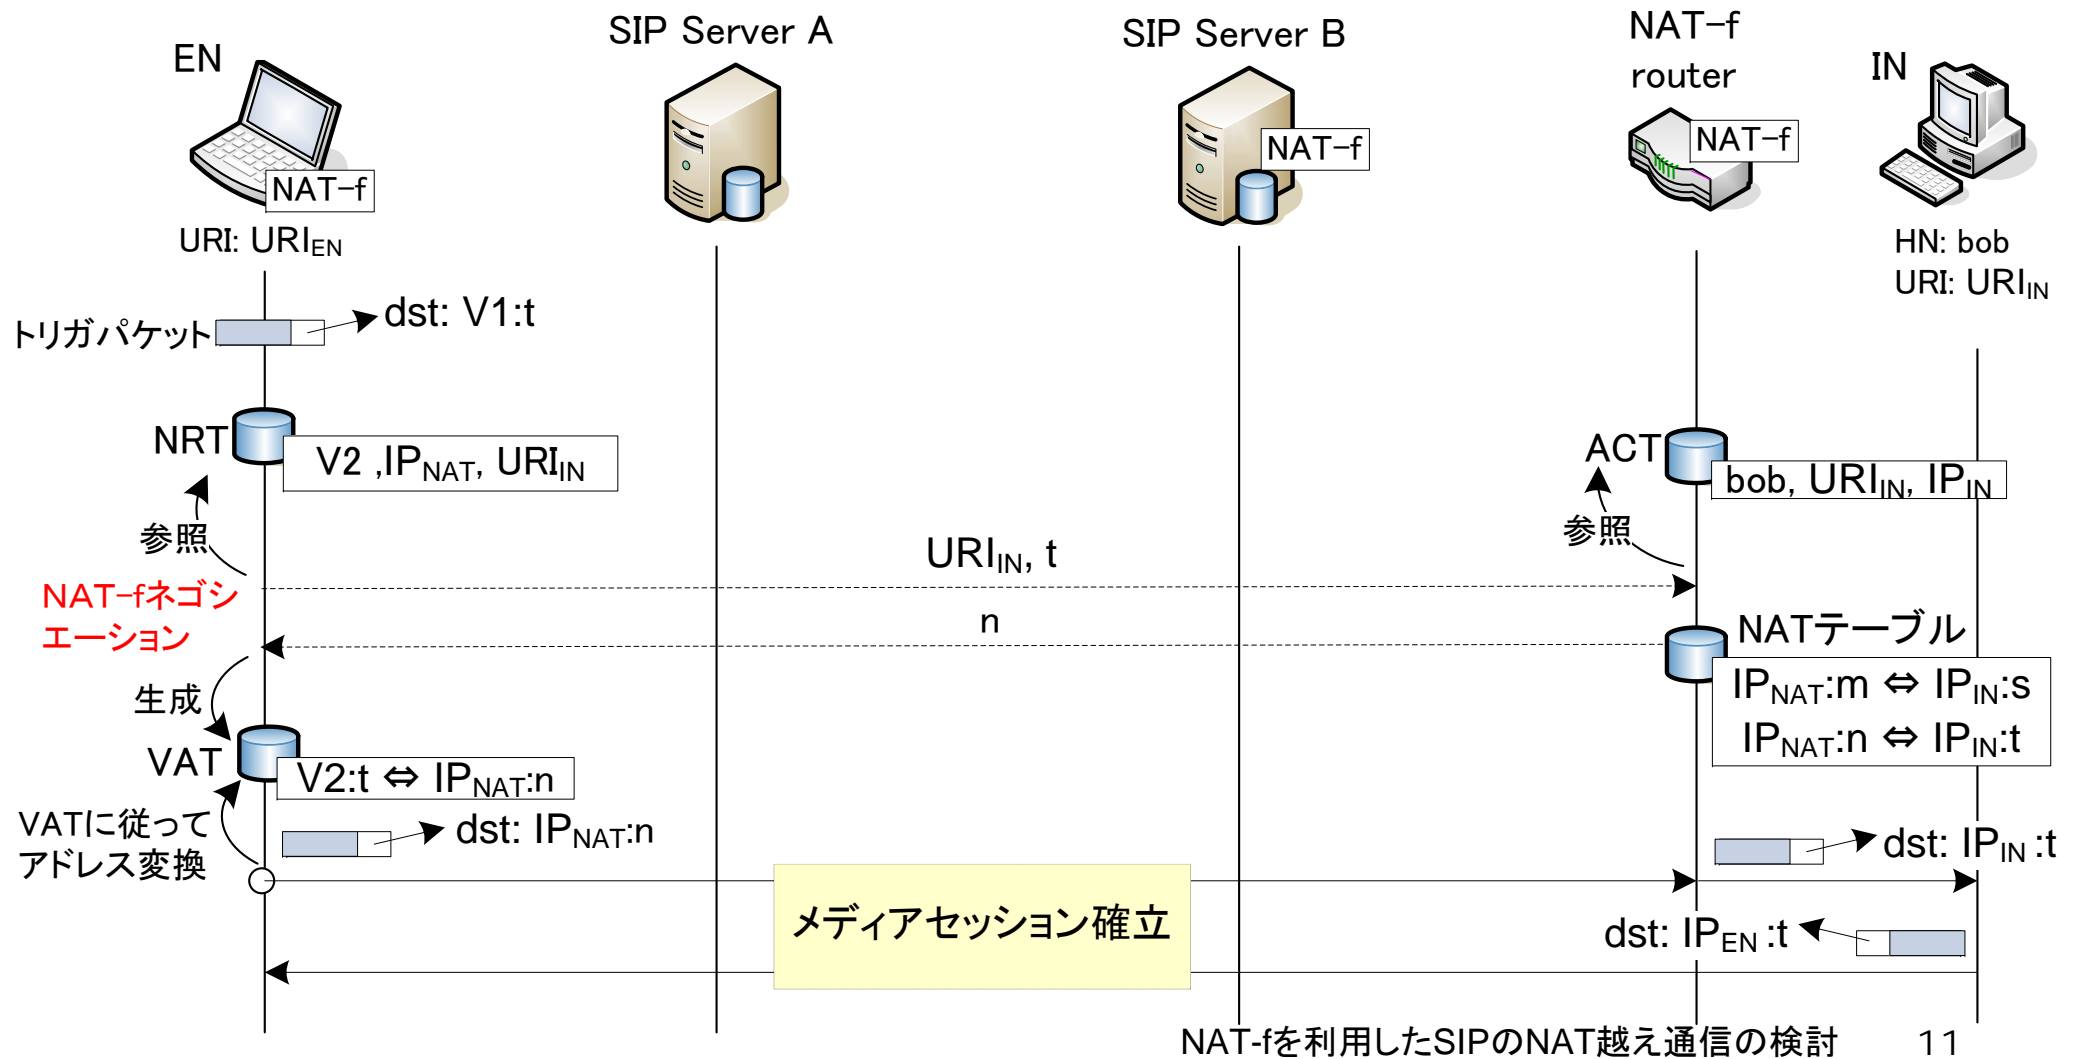 EN
SIP Server A
SIP Server B
NAT-f
router
IN
NAT-f
NAT-f
NAT-f
URI: URIEN
HN: bob
URI: URIIN
トリガパケット
dst: V1:t
NRT
V2 ,IPNAT, URIIN
ACT
bob, URIIN, IPIN
参照
参照
URIIN, t
NAT-fネゴシ
エーション
n
NATテーブル
IPNAT:m ⇔ IPIN:s
IPNAT:n ⇔ IPIN:t
生成
VAT
V2:t ⇔ IPNAT:n
VATに従って
アドレス変換
dst: IPNAT:n
dst: IPIN :t
メディアセッション確立
dst: IPEN :t
NAT-fを利用したSIPのNAT越え通信の検討
11